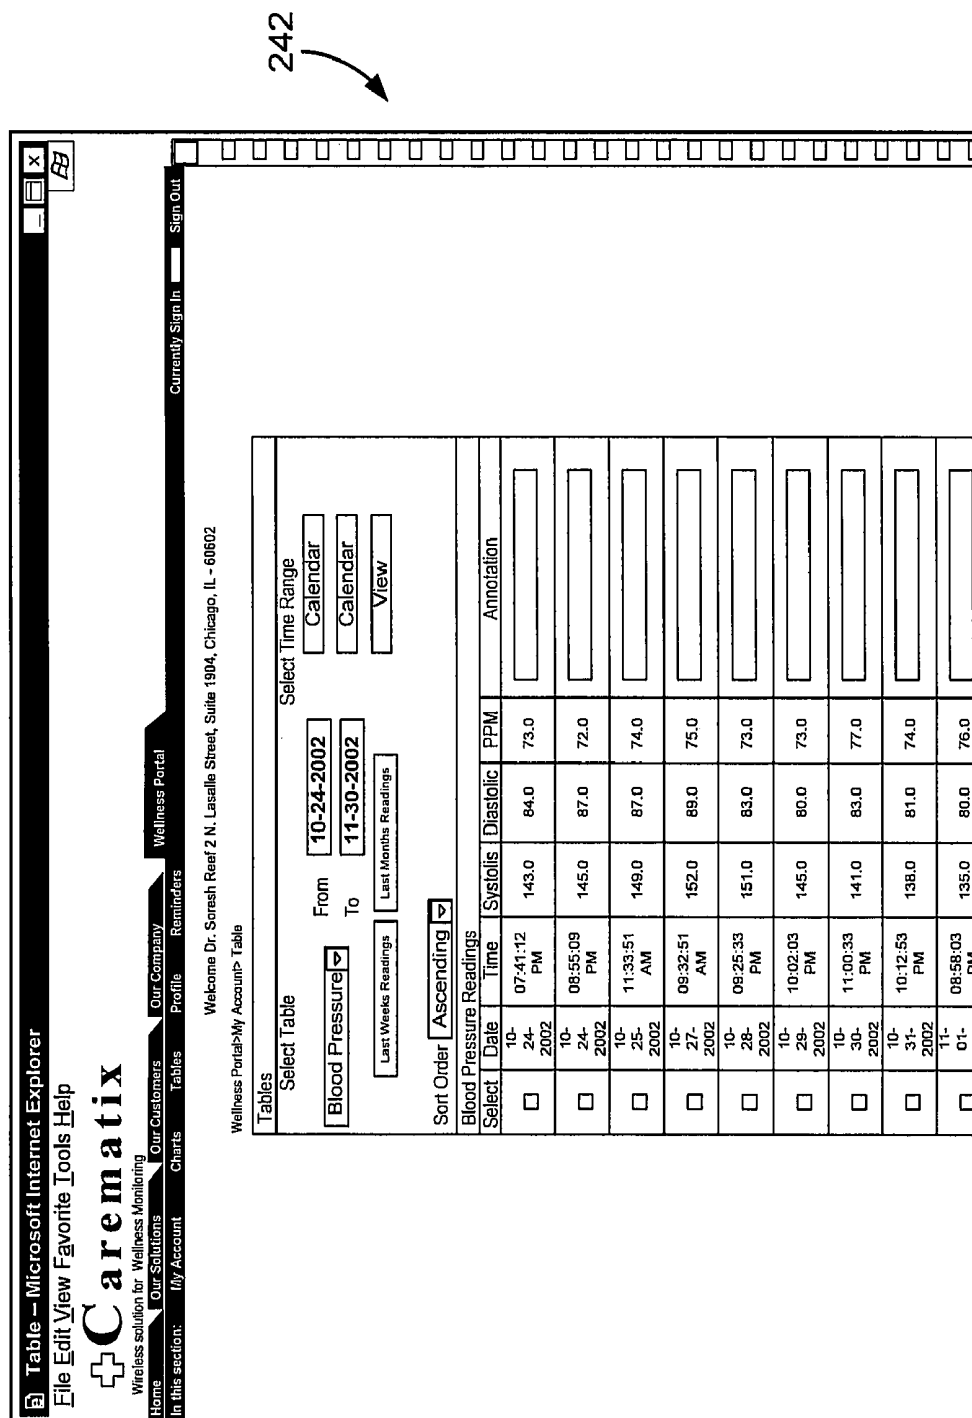 242
Table – Microsoft Internet Explorer
File Edit View Favorite Tools Help
Carematix
Wireless solution for Wellness Monitoring
Home Our Solutions Our Customers Our Company Wellness Portal
In this section: My Account Charts Tables Profile Reminders Currently Sign In Sign Out
Welcome Dr. Soresh Reef 2 N. Lasalle Street, Suite 1904, Chicago, IL - 60602
Wellness Portal>My Account> Table
Tables
Select Table Select Time Range
Blood Pressure From 10-24-2002 Calendar
To 11-30-2002 Calendar
Last Weeks Readings Last Months Readings View
Sort Order Ascending
Blood Pressure Readings
Select Date Time Systolis Diastolic PPM Annotation
10-24-2002 07:41:12 PM 143.0 84.0 73.0
10-24-2002 08:55:09 PM 145.0 87.0 72.0
10-25-2002 11:33:51 AM 149.0 87.0 74.0
10-27-2002 09:32:51 AM 152.0 89.0 75.0
10-28-2002 09:25:33 PM 151.0 83.0 73.0
10-29-2002 10:02:03 PM 145.0 80.0 73.0
10-30-2002 11:00:33 PM 141.0 83.0 77.0
10-31-2002 10:12:53 PM 138.0 81.0 74.0
11-01- 08:58:03 PM 135.0 80.0 76.0